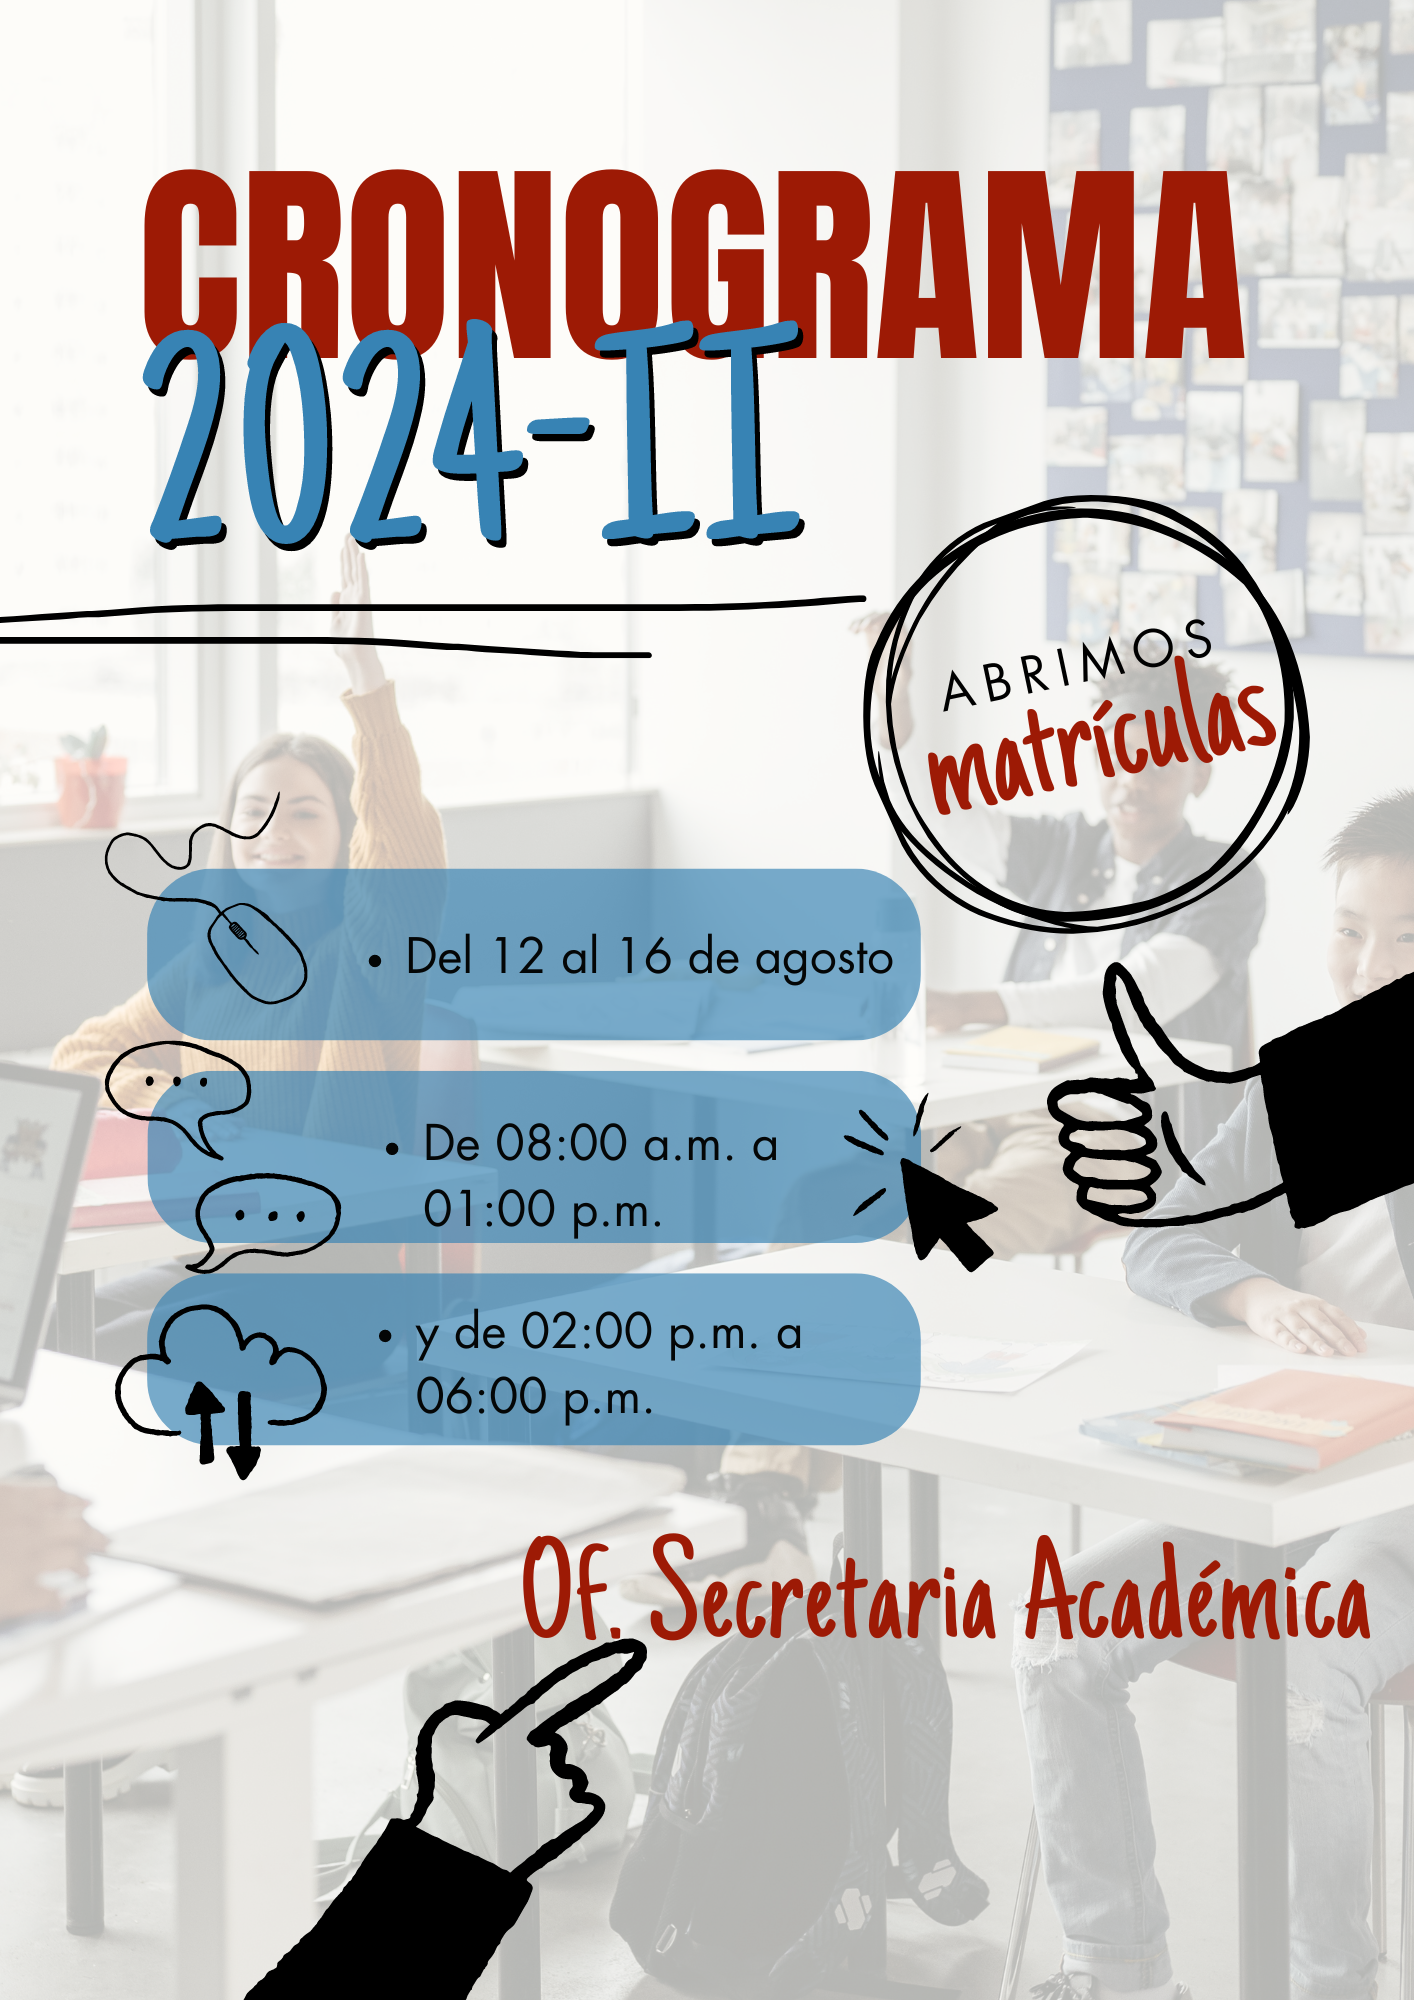 CRONOGRAMA
2024-II
ABRIMOS
matrículas
• Del 12 al 16 de agosto
• De 08:00 a.m. a
01:00 p.m.
• y de 02:00 p.m. a
06:00 p.m.
Of. Secretaria Académica